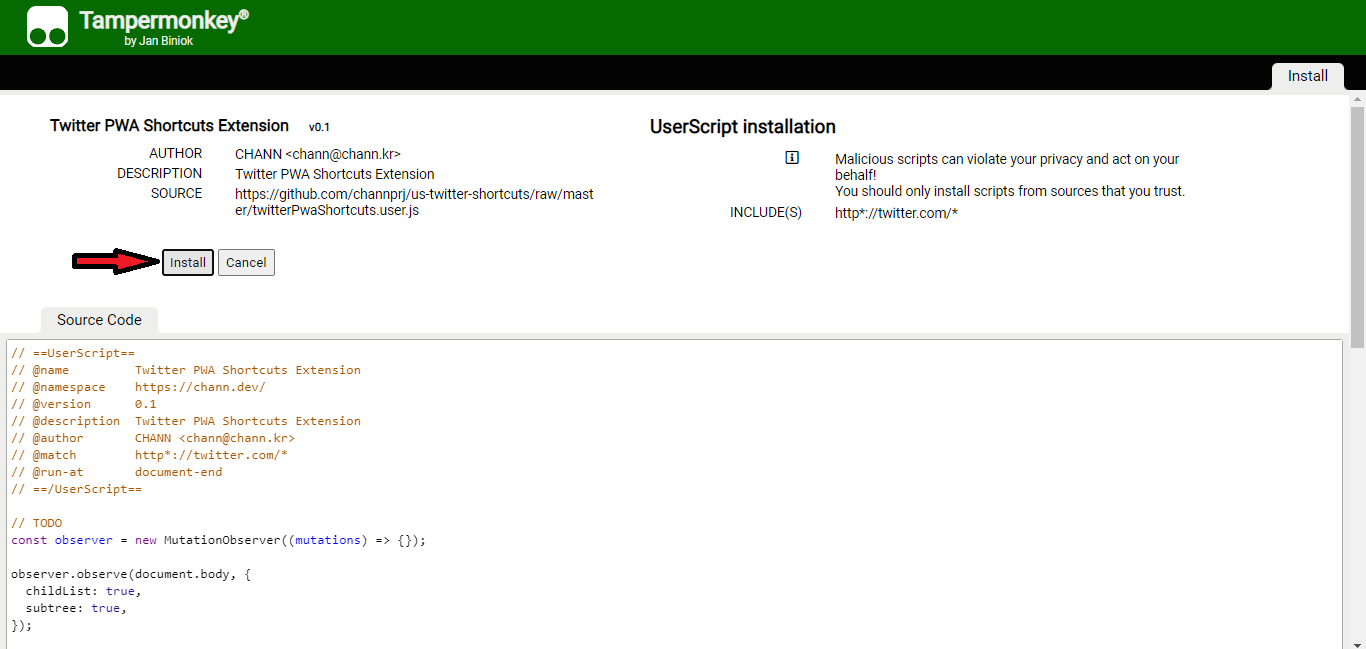 Tampermonkey®
by Jan Biniok
Install
Twitter PWA Shortcuts Extension v0.1
AUTHOR CHANN <chann@chann.kr>
DESCRIPTION Twitter PWA Shortcuts Extension
SOURCE https://github.com/channprj/us-twitter-shortcuts/raw/mast
er/twitterPwaShortcuts.user.js
UserScript installation
Malicious scripts can violate your privacy and act on your
behalf!
You should only install scripts from sources that you trust.
INCLUDE(S) http*://twitter.com/*
Install Cancel
Source Code
// ==UserScript==
// @name Twitter PWA Shortcuts Extension
// @namespace https://chann.dev/
// @version 0.1
// @description Twitter PWA Shortcuts Extension
// @author CHANN <chann@chann.kr>
// @match http*://twitter.com/*
// @run-at document-end
// ==/UserScript==
// TODO
const observer = new MutationObserver((mutations) => {});
observer.observe(document.body, {
childList: true,
subtree: true,
});